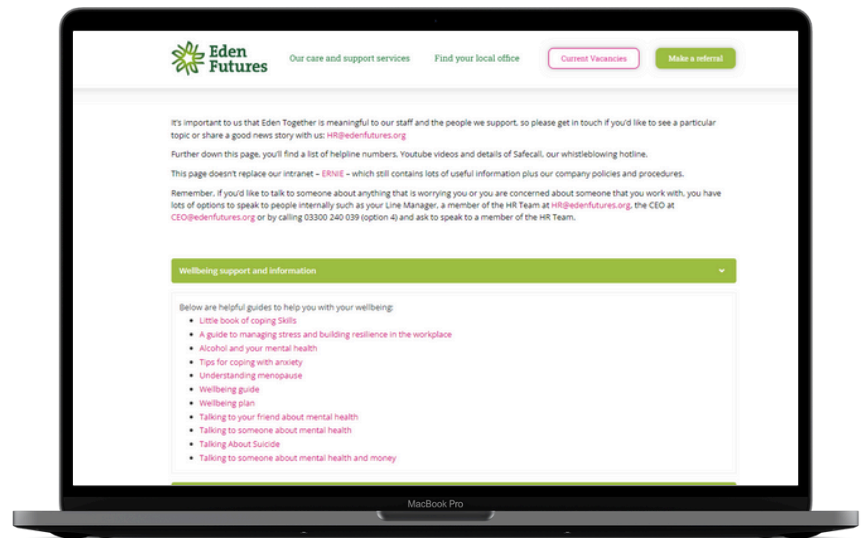 Eden
Futures
Our care and support services
Find your local office
Current Vacancies
Make a referral
It's important to us that Eden Together is meaningful to our staff and the people we support, so please get in touch if you'd like to see a particular
topic or share a good news story with us: HR@edenfutures.org
Further down this page, you'll find a list of helpline numbers, Youtube videos and details of Safecall, our whistleblowing hotline.
This page doesn't replace our intranet – ERNIE – which still contains lots of useful information plus our company policies and procedures.
Remember, if you'd like to talk to someone about anything that is worrying you or you are concerned about someone that you work with, you have
lots of options to speak to people internally such as your Line Manager, a member of the HR Team at HR@edenfutures.org, the CEO at
CEO@edenfutures.org or by calling 03300 240 039 (option 4) and ask to speak to a member of the HR Team.
Wellbeing support and information
Below are helpful guides to help you with your wellbeing:
• Little book of coping Skills
• A guide to managing stress and building resilience in the workplace
• Alcohol and your mental health
• Tips for coping with anxiety
• Understanding menopause
• Wellbeing guide
• Wellbeing plan
• Talking to your friend about mental health
• Talking to someone about mental health
• Talking About Suicide
• Talking to someone about mental health and money
MacBook Pro